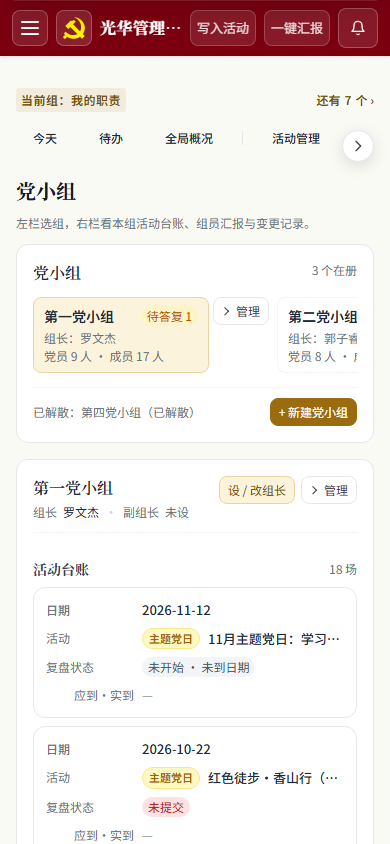 光华管理…
写入活动
一键汇报
当前组：我的职责
还有 7 个 ›
今天
待办
全局概况
活动管理
党小组
左栏选组，右栏看本组活动台账、组员汇报与变更记录。
党小组
3 个在册
第一党小组
待答复 1
组长：罗文杰
党员 9 人 · 成员 17 人
管理
第二党小组
组长：郭子睿
党员 8 人 ·
已解散：第四党小组（已解散）
+ 新建党小组
第一党小组
设 / 改组长
管理
组长 罗文杰 · 副组长 未设
活动台账
18 场
日期
2026-11-12
活动
主题党日
11月主题党日：学习…
复盘状态
未开始 · 未到日期
应到·实到
—
日期
2026-10-22
活动
主题党日
红色徒步·香山行（…
复盘状态
未提交
应到·实到
—